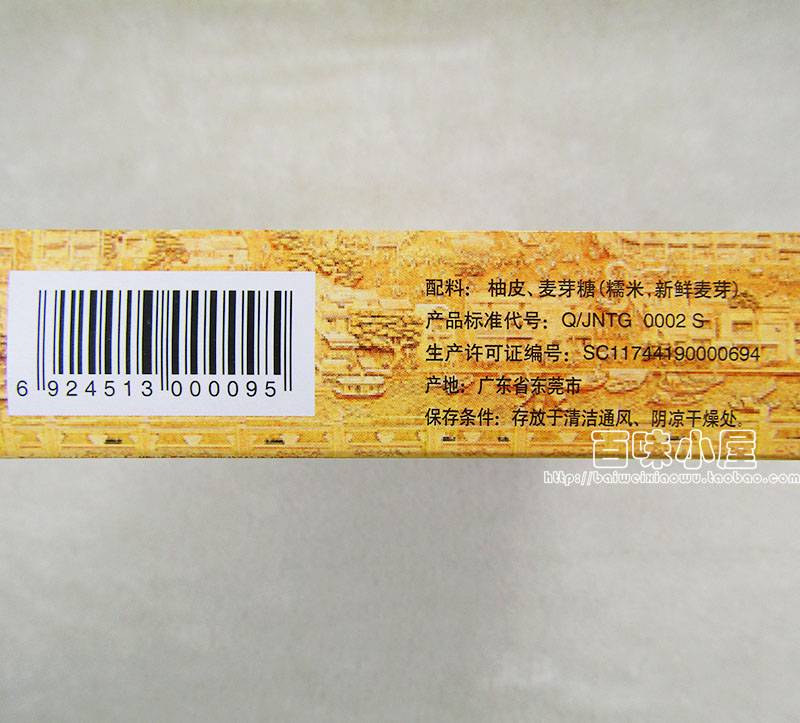 配料：柚皮、麦芽糖(糯米、新鲜麦芽)。
产品标准代号：Q/JNTG 0002 S
生产许可证编号：SC11744190000694
产地：广东省东莞市
保存条件：存放于清洁通风、阴凉干燥处。
6 924513 000095
百味小屋
http://baiweixiaowu.taobao.com